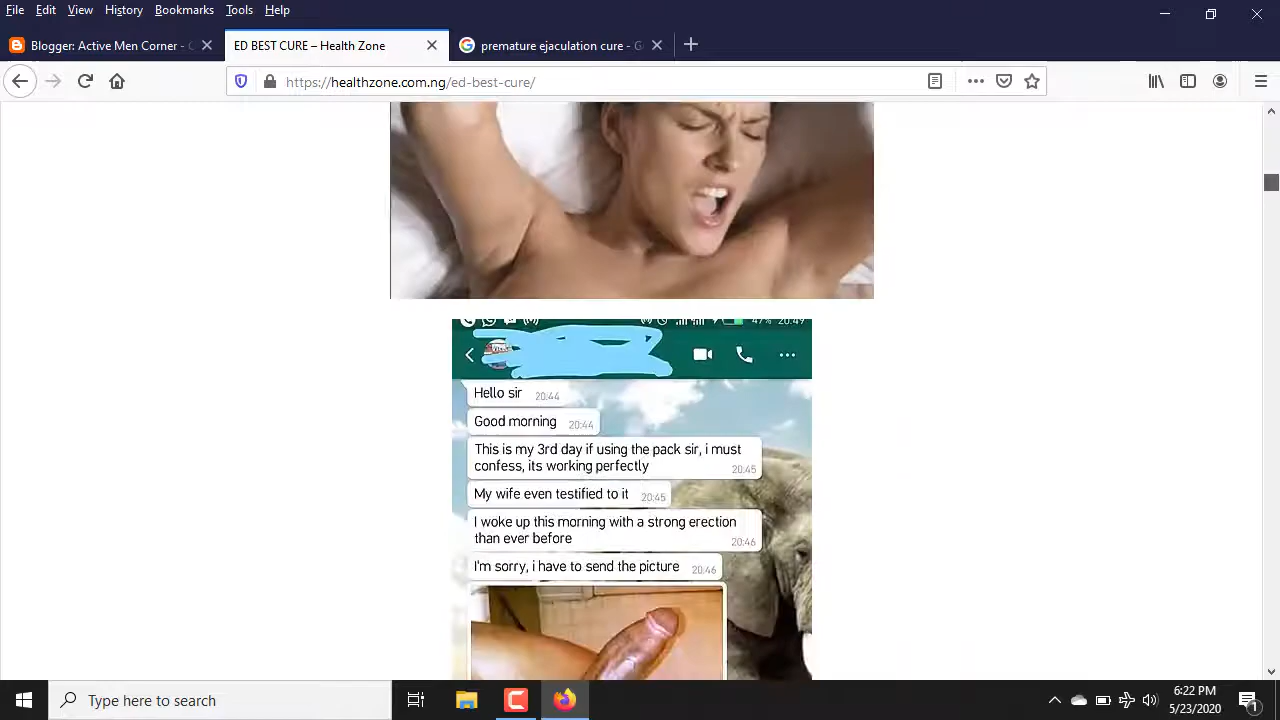 File Edit View History Bookmarks Tools Help
Blogger: Active Men Corner - C
ED BEST CURE – Health Zone
premature ejaculation cure - G
https://healthzone.com.ng/ed-best-cure/
47% 20:49
Hello sir 20:44
Good morning 20:44
This is my 3rd day if using the pack sir, i must
confess, its working perfectly 20:45
My wife even testified to it 20:45
I woke up this morning with a strong erection
than ever before 20:46
I'm sorry, i have to send the picture 20:46
Type here to search
6:22 PM
5/23/2020
1